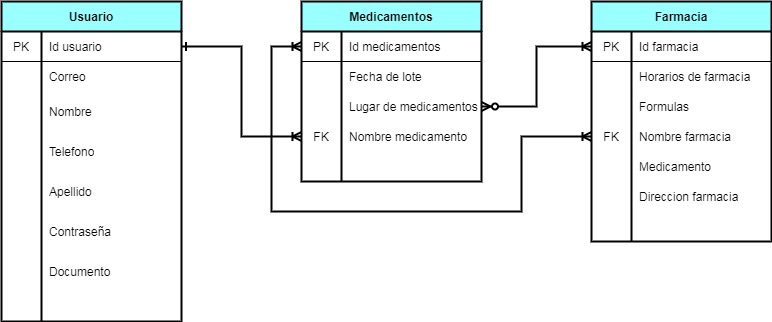 Usuario
PK Id usuario
Correo
Nombre
Telefono
Apellido
Contraseña
Documento
Medicamentos
PK Id medicamentos
Fecha de lote
Lugar de medicamentos
FK Nombre medicamento
Farmacia
PK Id farmacia
Horarios de farmacia
Formulas
FK Nombre farmacia
Medicamento
Direccion farmacia